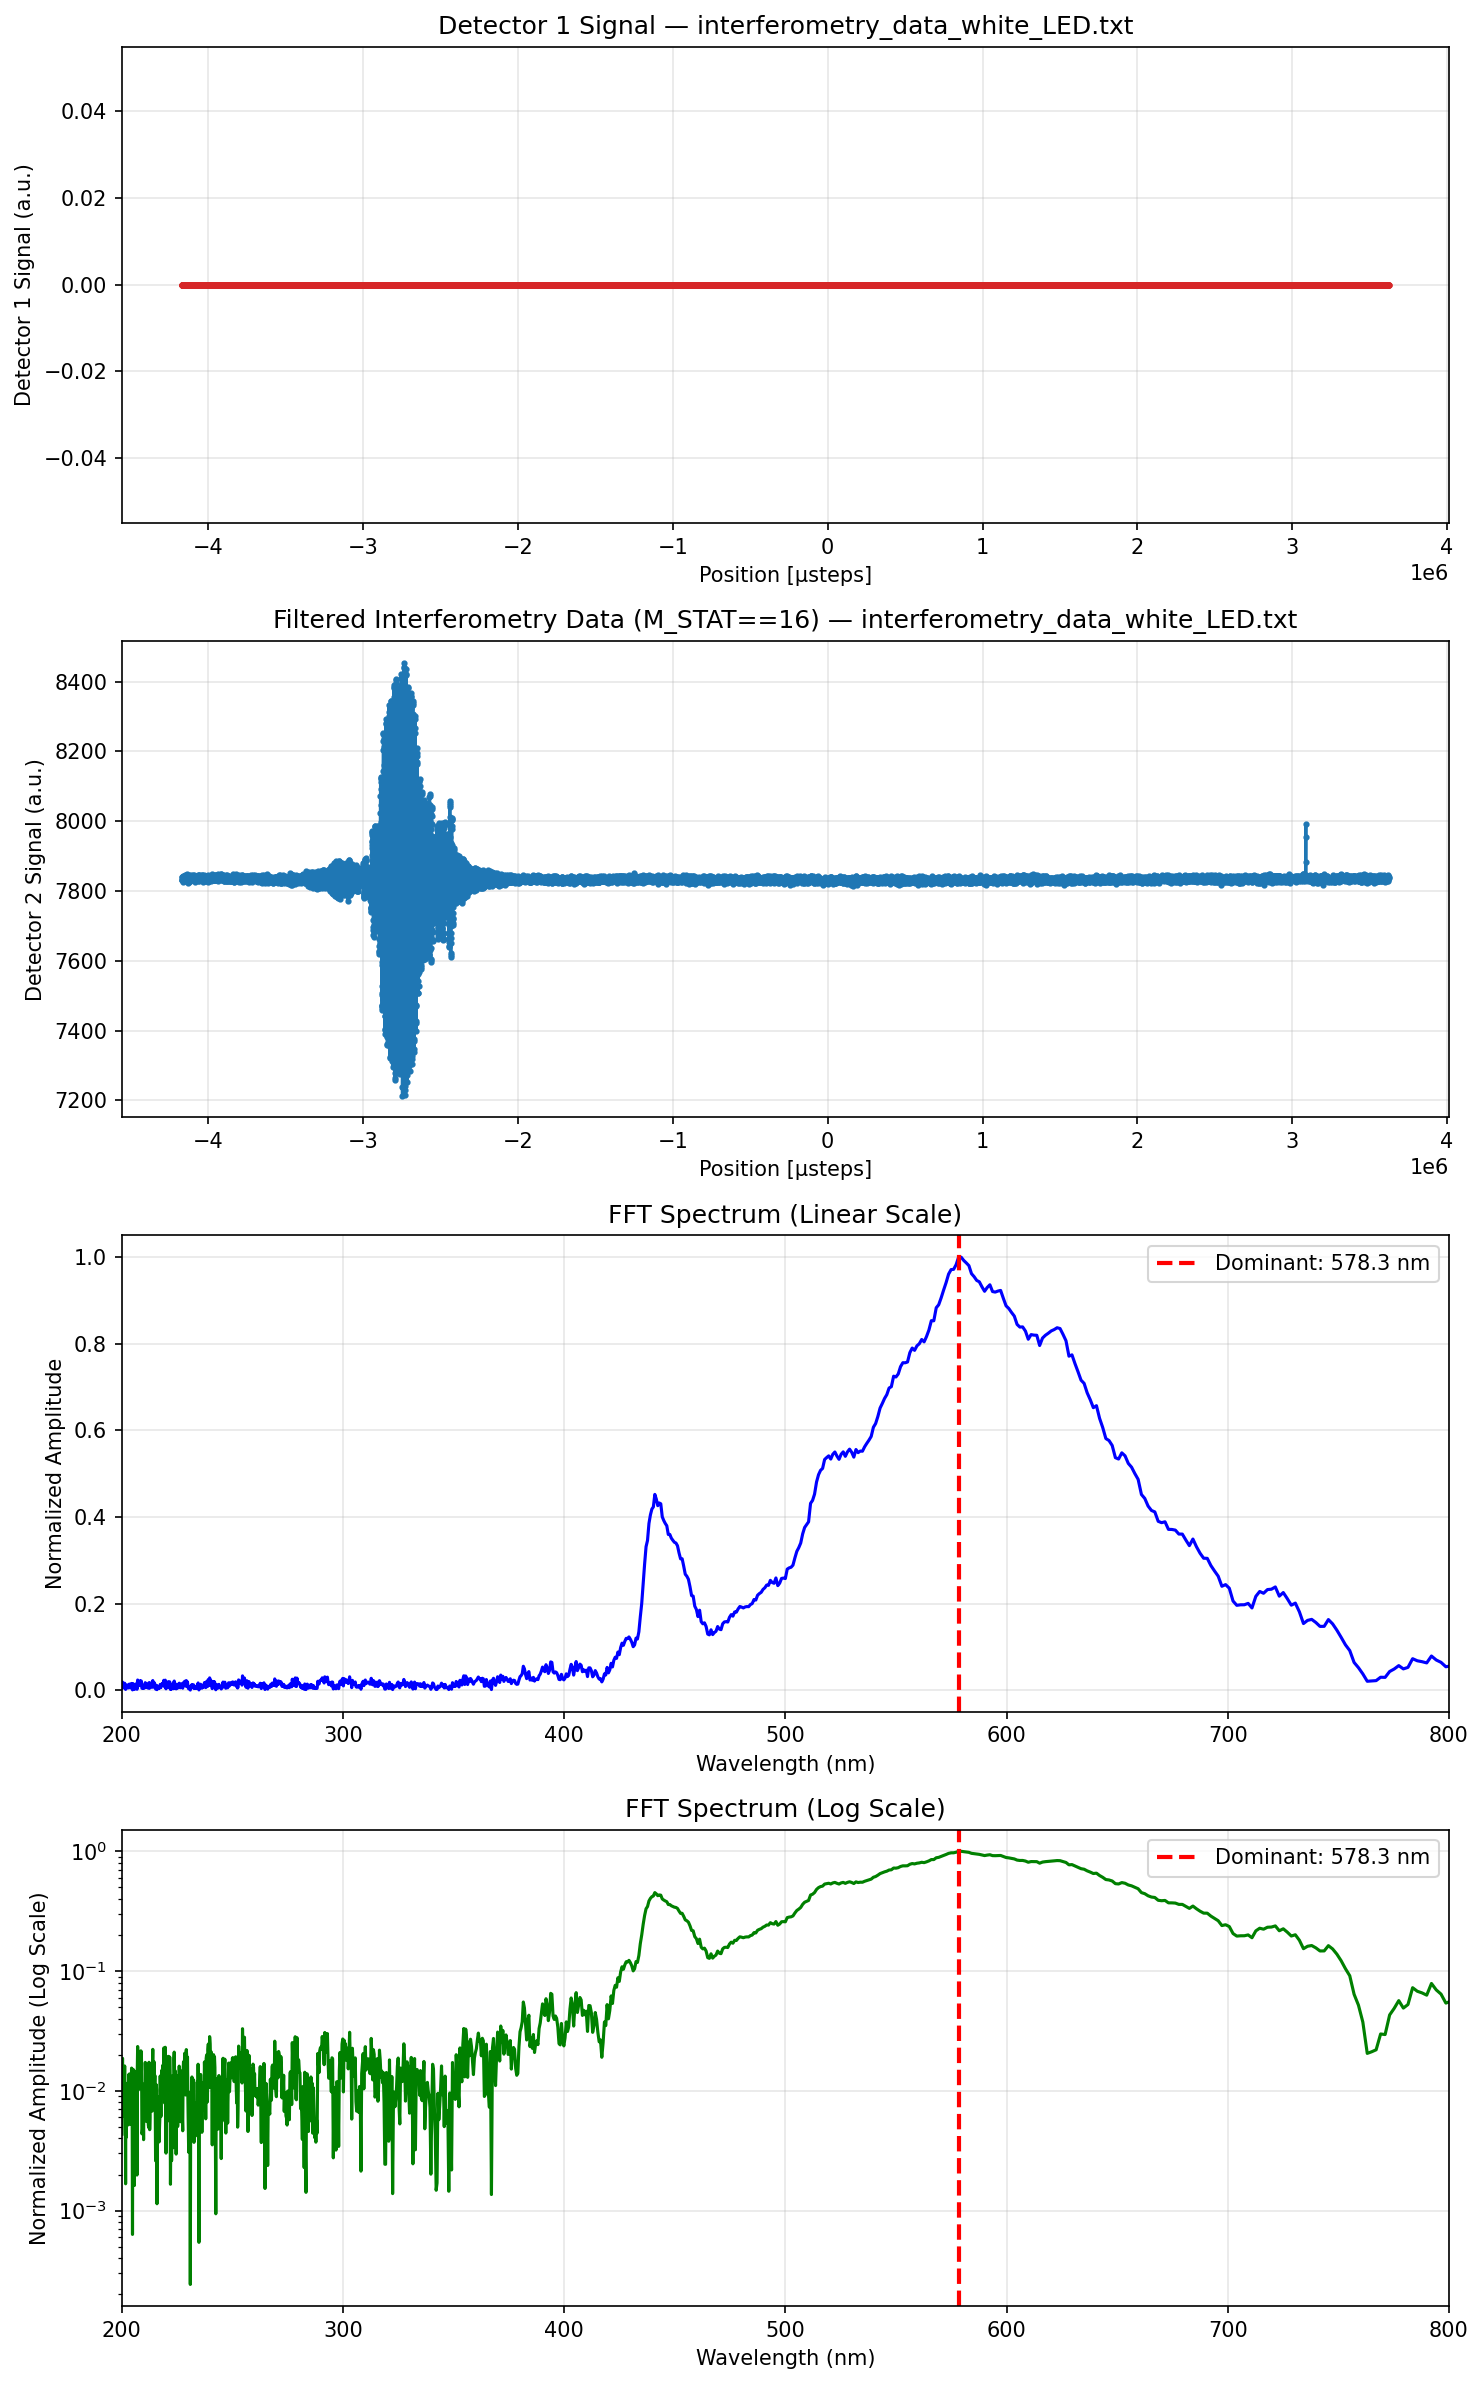 Detector 1 Signal — interferometry_data_white_LED.txt
Detector 1 Signal (a.u.)
0.04
0.02
0.00
−0.02
−0.04
−4 −3 −2 −1 0 1 2 3 4
1e6
Position [µsteps]
Filtered Interferometry Data (M_STAT==16) — interferometry_data_white_LED.txt
Detector 2 Signal (a.u.)
8400
8200
8000
7800
7600
7400
7200
−4 −3 −2 −1 0 1 2 3 4
1e6
Position [µsteps]
FFT Spectrum (Linear Scale)
Dominant: 578.3 nm
Normalized Amplitude
1.0
0.8
0.6
0.4
0.2
0.0
200 300 400 500 600 700 800
Wavelength (nm)
FFT Spectrum (Log Scale)
Dominant: 578.3 nm
Normalized Amplitude (Log Scale)
10⁰
10⁻¹
10⁻²
10⁻³
200 300 400 500 600 700 800
Wavelength (nm)